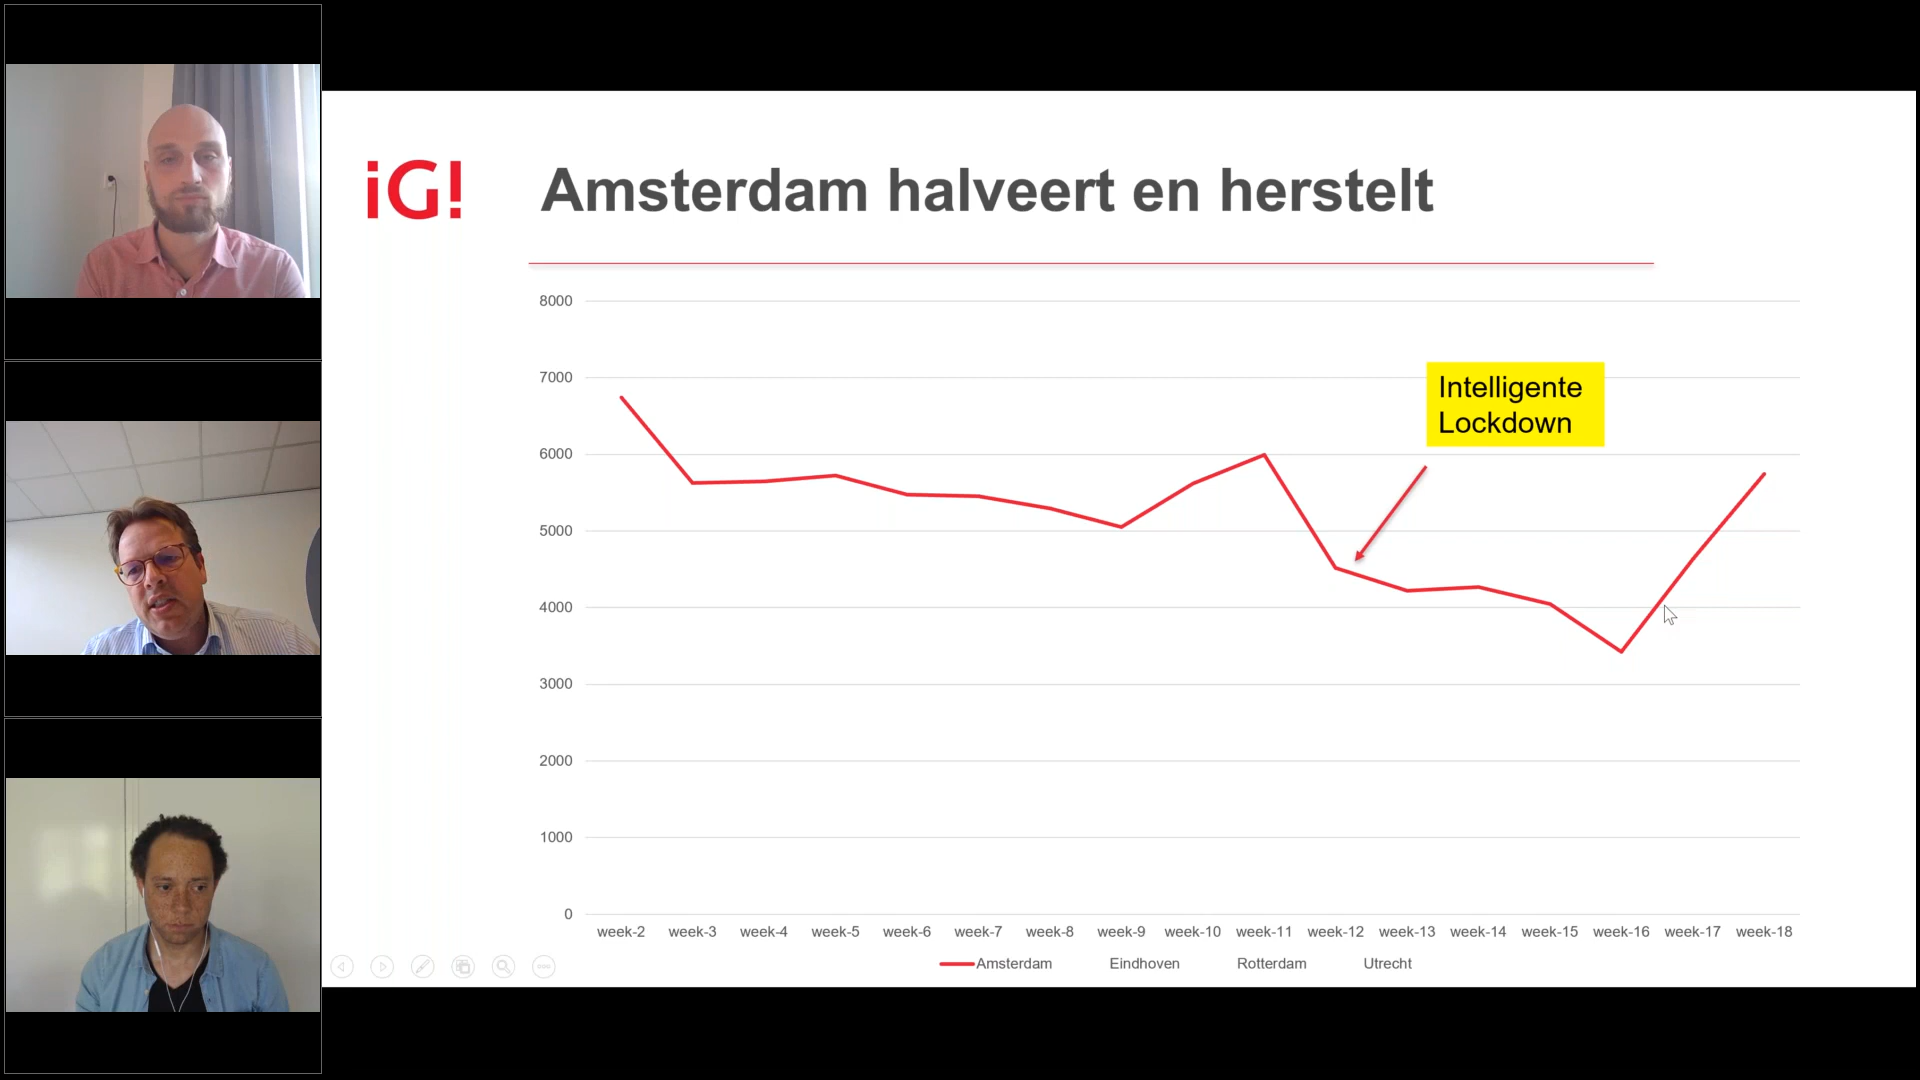 iG!
Amsterdam halveert en herstelt
8000
7000
6000
5000
4000
3000
2000
1000
0
Intelligente
Lockdown
week-2 week-3 week-4 week-5 week-6 week-7 week-8 week-9 week-10 week-11 week-12 week-13 week-14 week-15 week-16 week-17 week-18
Amsterdam Eindhoven Rotterdam Utrecht